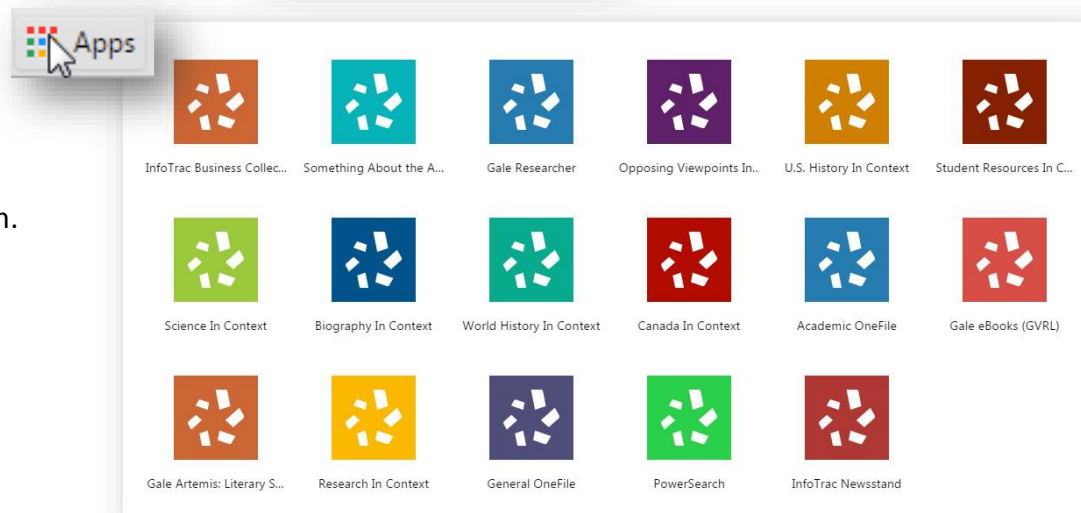 Apps
InfoTrac Business Collec... Something About the A... Gale Researcher Opposing Viewpoints In... U.S. History In Context Student Resources In C...
n.
Science In Context Biography In Context World History In Context Canada In Context Academic OneFile Gale eBooks (GVRL)
Gale Artemis: Literary S... Research In Context General OneFile PowerSearch InfoTrac Newsstand